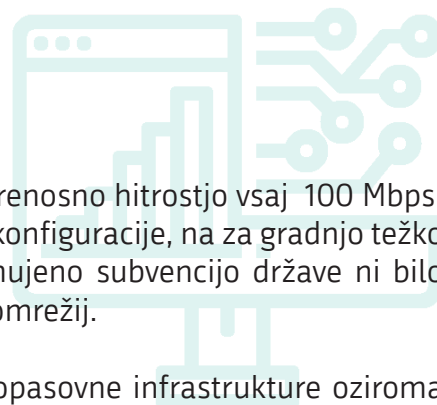 renosno hitrostjo vsaj 100 Mbps
konfiguracije, na za gradnjo težko
nujeno subvencijo države ni bilo
omrežij.
opasovne infrastrukture oziroma